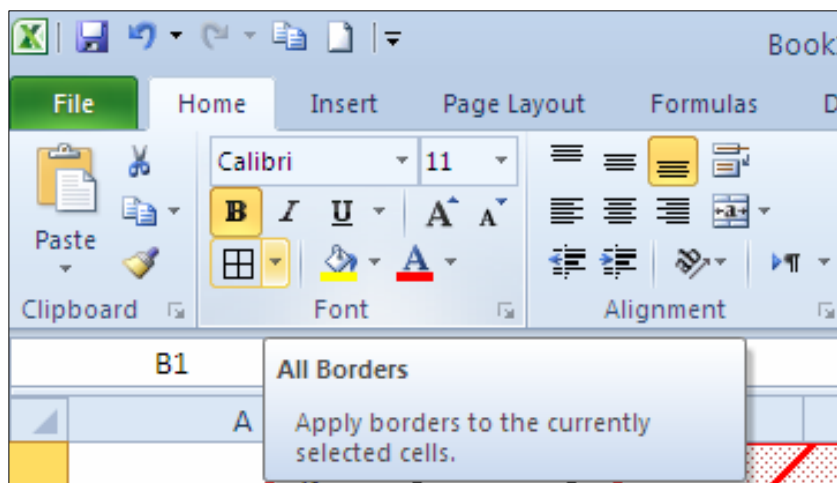 Book
File Home Insert Page Layout Formulas D
Calibri 11
B I U A A
Paste
A
Clipboard Font Alignment
B1
All Borders
A
Apply borders to the currently
selected cells.